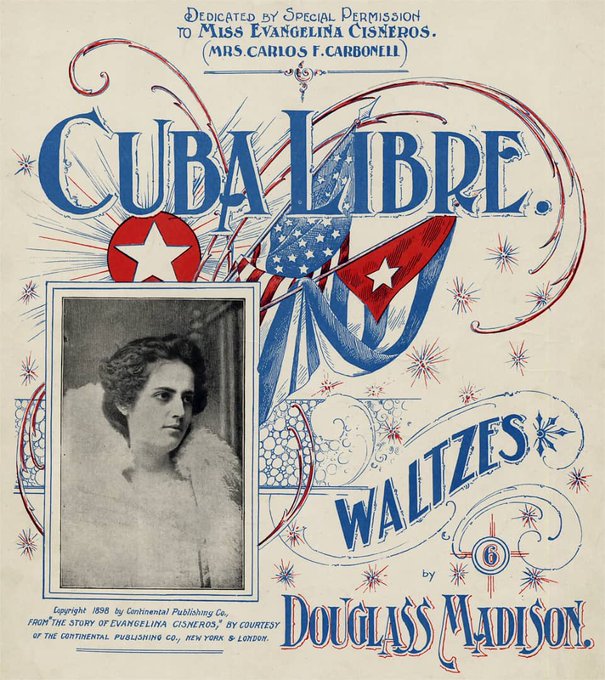 DEDICATED BY SPECIAL PERMISSION
TO MISS EVANGELINA CISNEROS.
(MRS. CARLOS F. CARBONELL)
CUBA LIBRE.
WALTZES
6
by
DOUGLASS MADISON.
Copyright 1898 by Continental Publishing Co.,
FROM "THE STORY OF EVANGELINA CISNEROS," BY COURTESY
OF THE CONTINENTAL PUBLISHING CO., NEW YORK & LONDON.